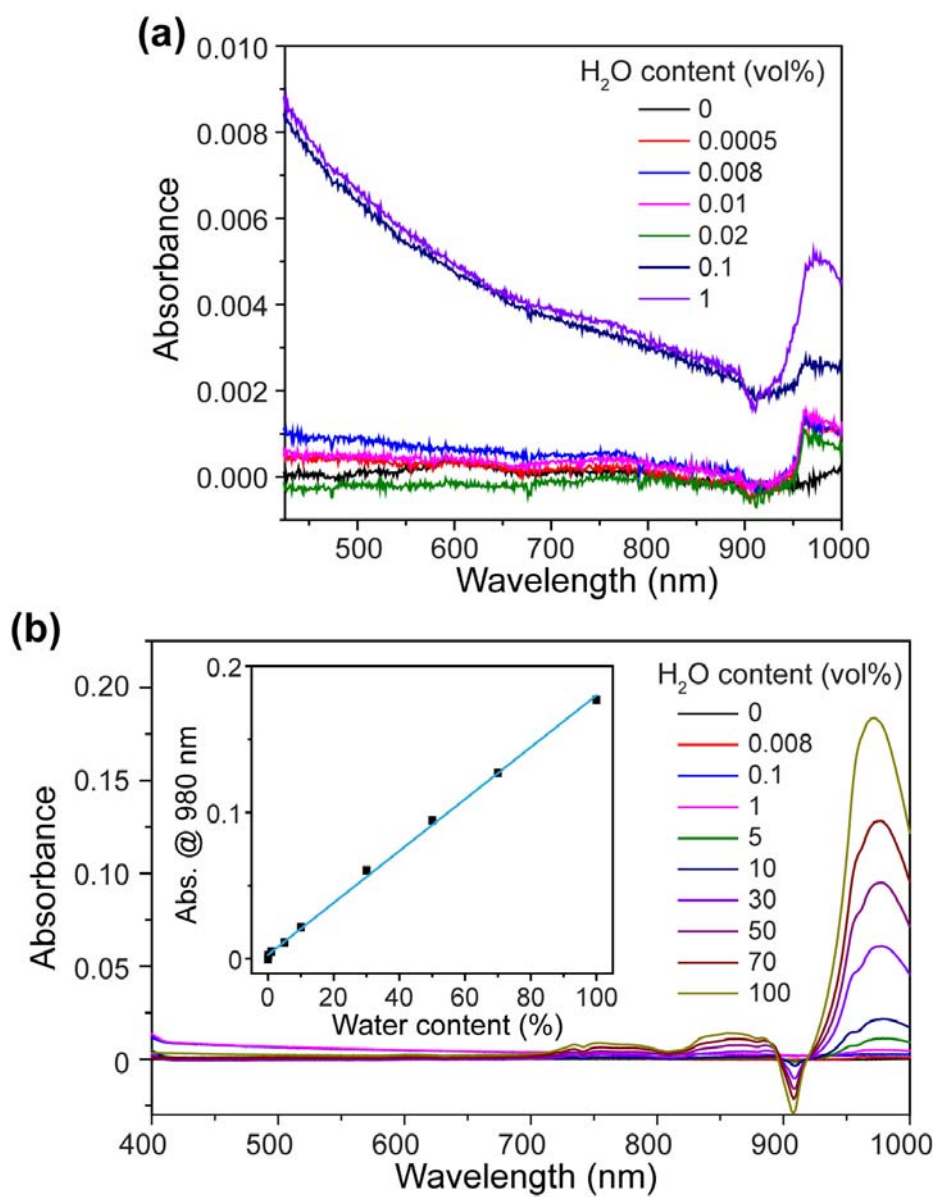 (a)
0.010
0.008
0.006
0.004
0.002
0.000
Absorbance
H2O content (vol%)
0
0.0005
0.008
0.01
0.02
0.1
1
500 600 700 800 900 1000
Wavelength (nm)
(b)
0.20
0.15
0.10
0.05
0
Absorbance
0.2
0.1
0
Abs. @ 980 nm
0 20 40 60 80 100
Water content (%)
H2O content (vol%)
0
0.008
0.1
1
5
10
30
50
70
100
400 500 600 700 800 900 1000
Wavelength (nm)